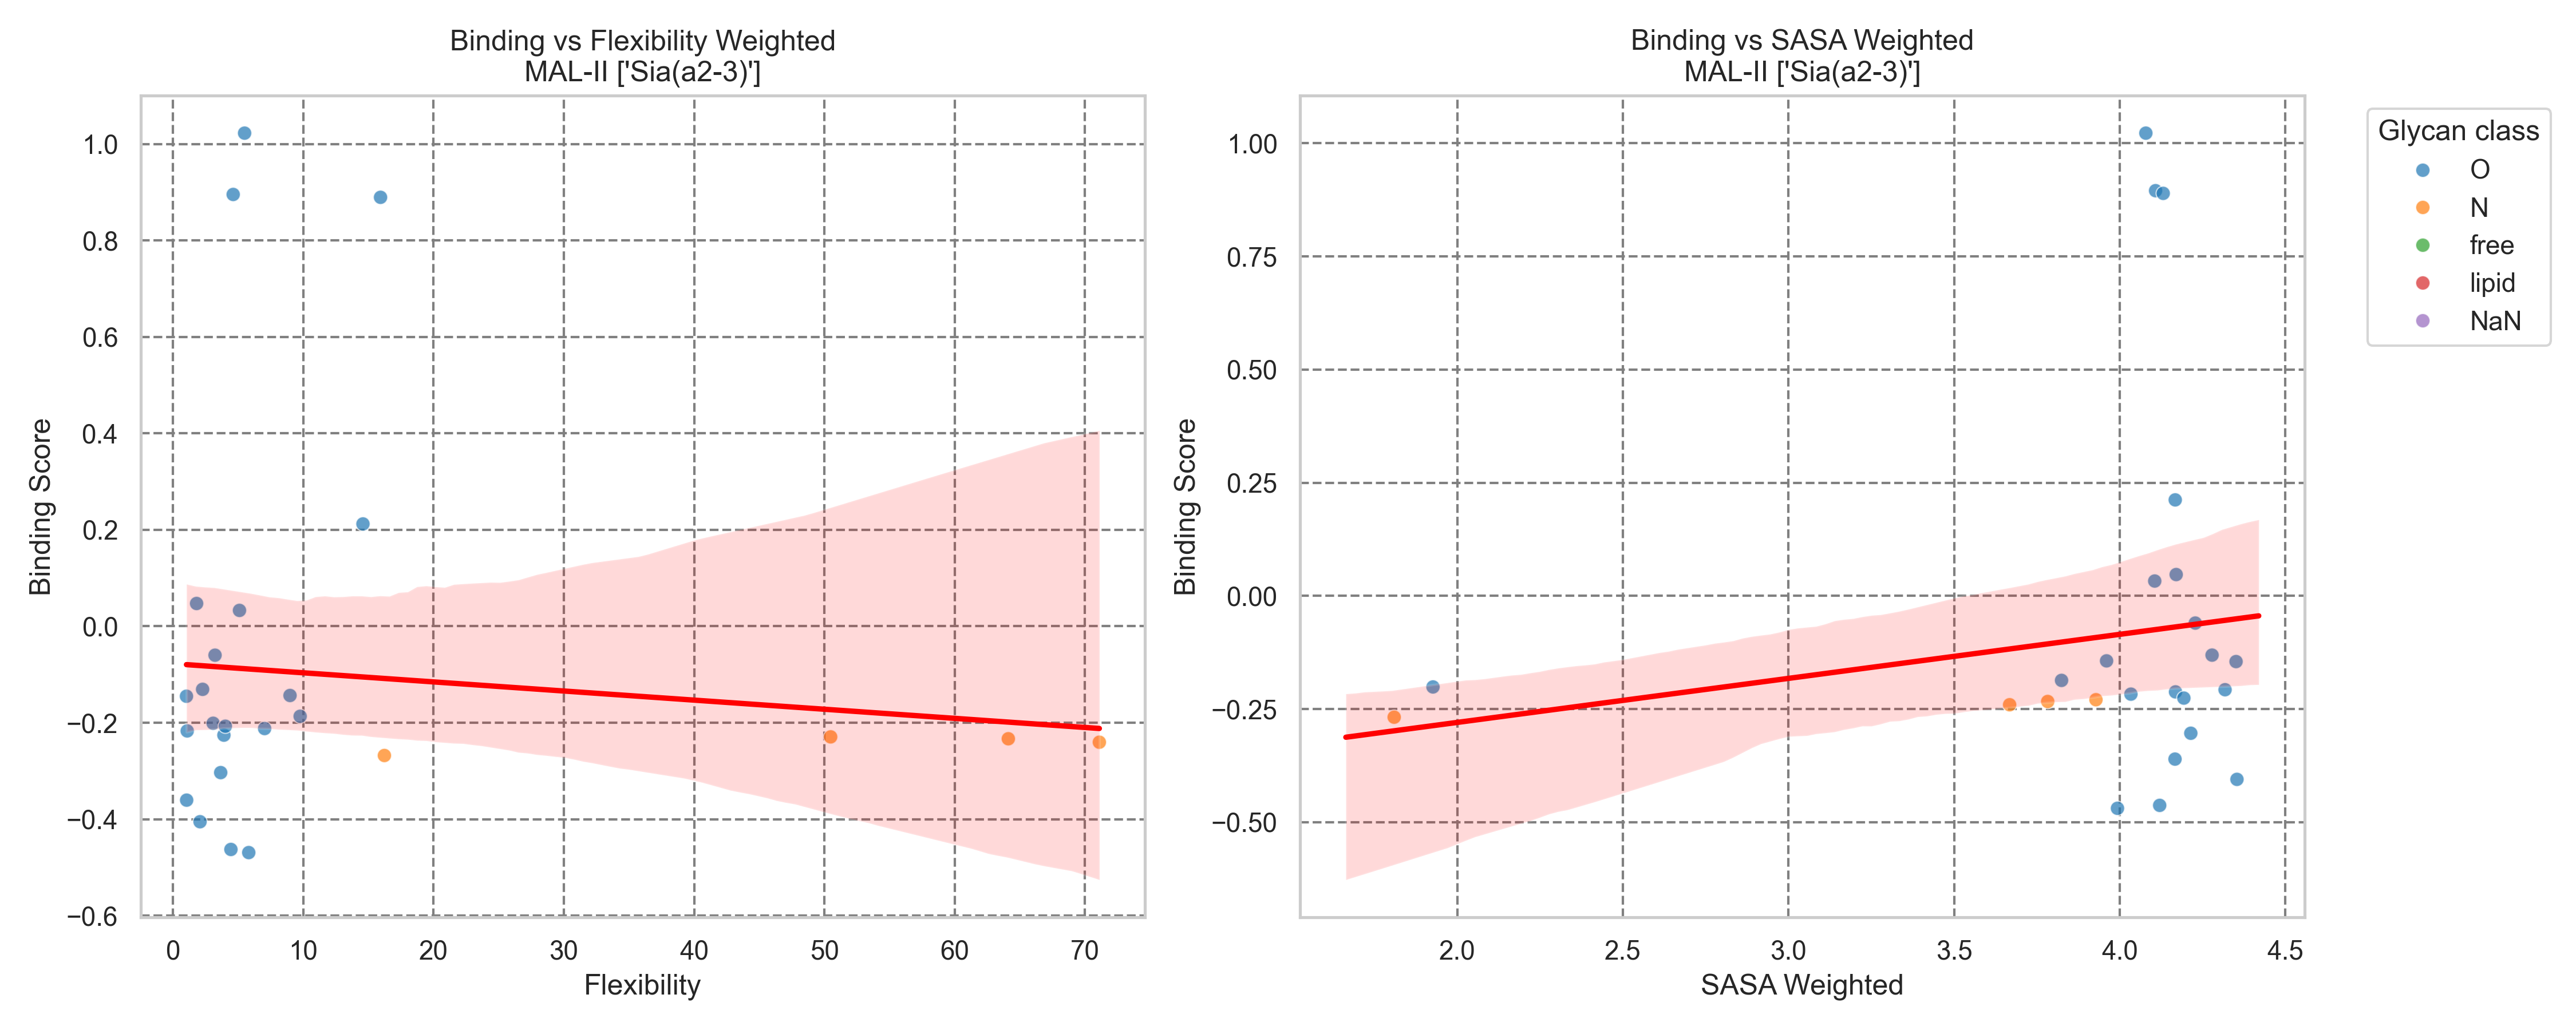 Binding vs Flexibility Weighted
MAL-II ['Sia(a2-3)']
1.0
0.8
0.6
0.4
0.2
0.0
−0.2
−0.4
−0.6
Binding Score
0 10 20 30 40 50 60 70
Flexibility
Binding vs SASA Weighted
MAL-II ['Sia(a2-3)']
1.00
0.75
0.50
0.25
0.00
−0.25
−0.50
Binding Score
2.0 2.5 3.0 3.5 4.0 4.5
SASA Weighted
Glycan class
O
N
free
lipid
NaN